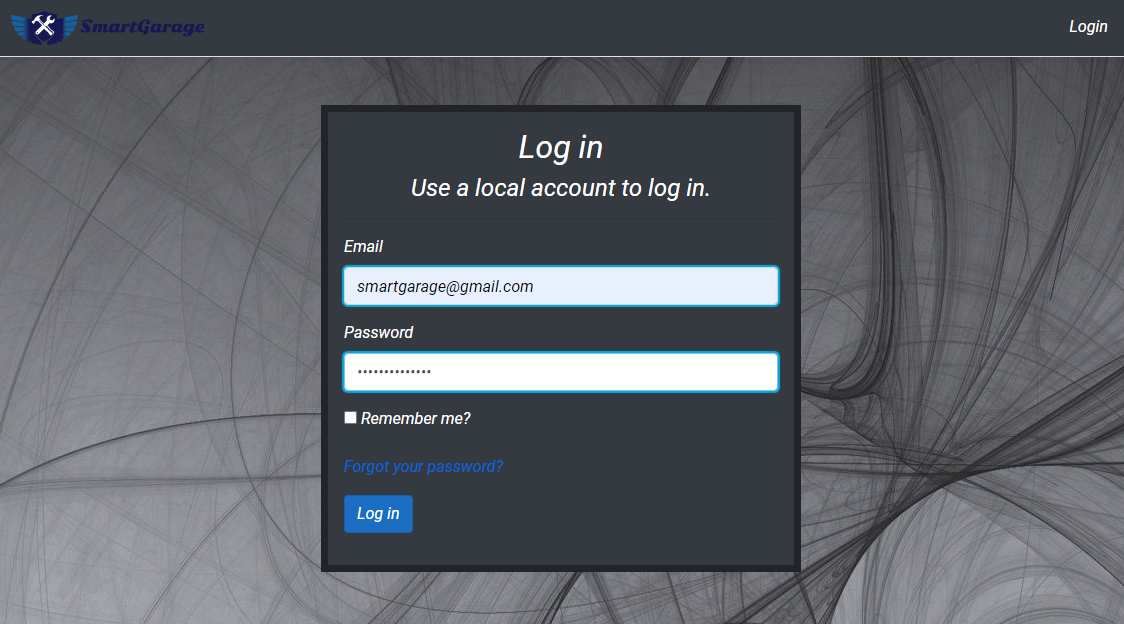 SmartGarage
Login
Log in
Use a local account to log in.
Email
smartgarage@gmail.com
Password
••••••••••••••
Remember me?
Forgot your password?
Log in